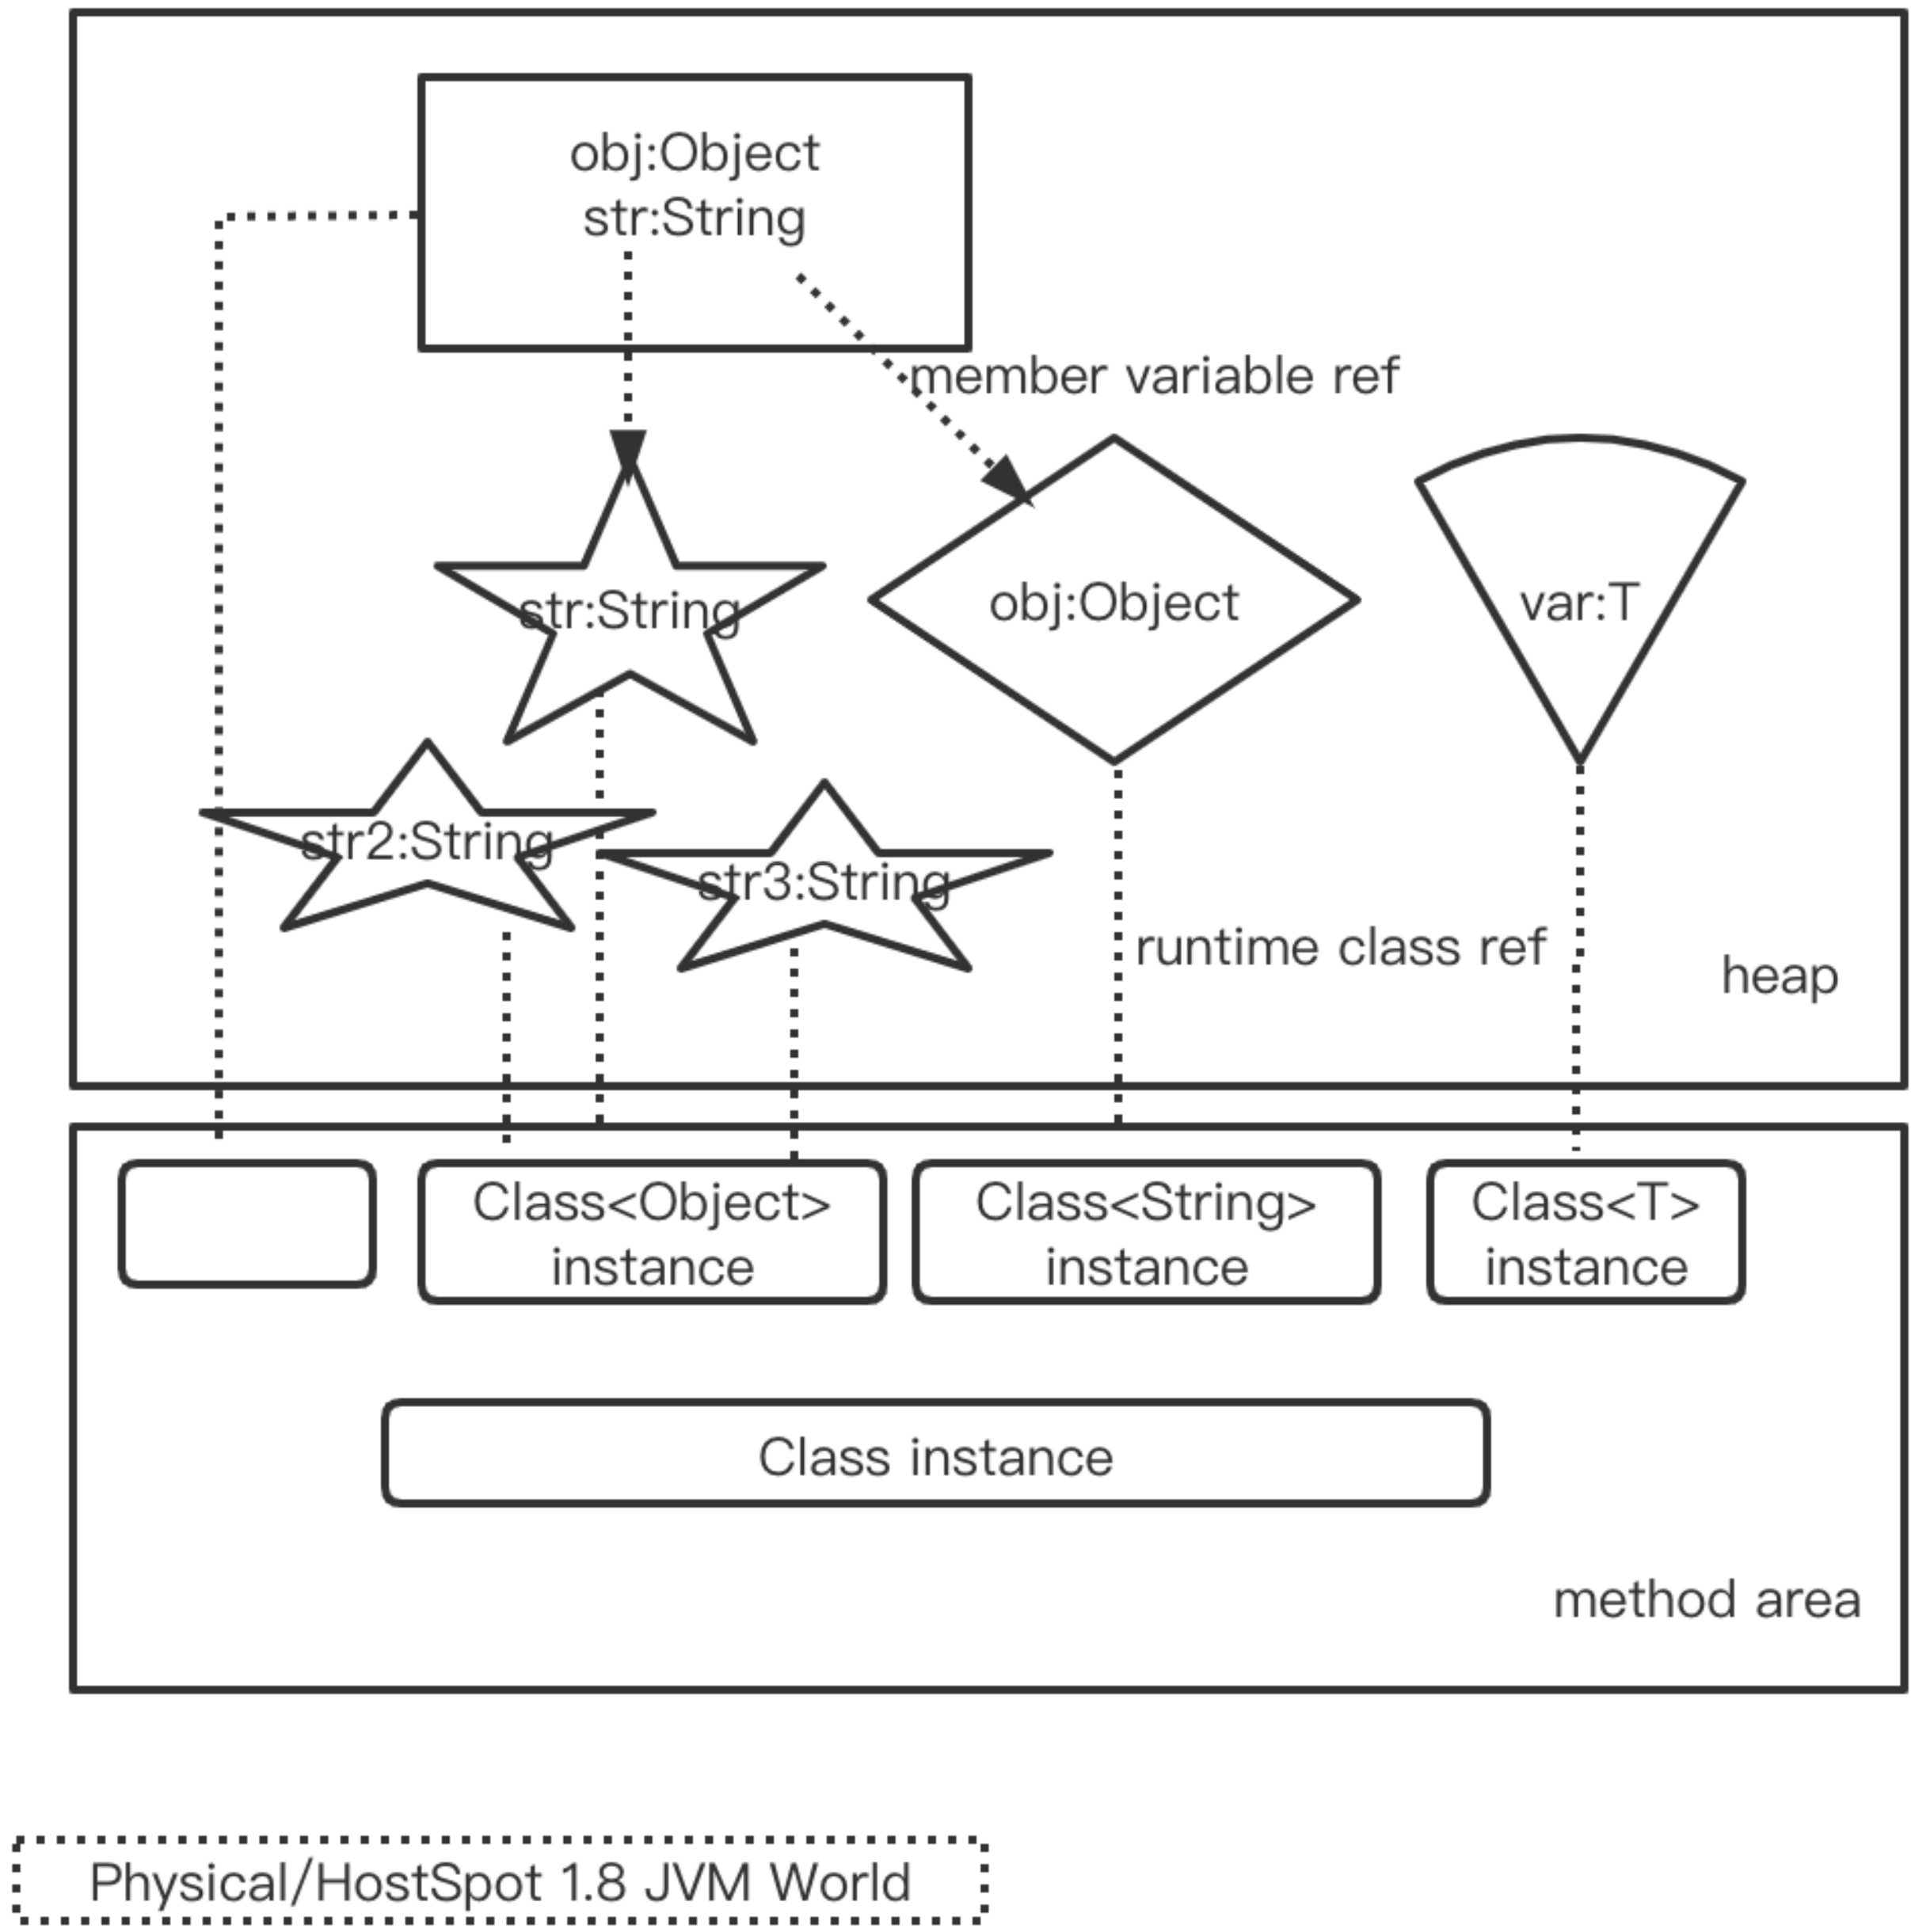 obj:Object
str:String
member variable ref
str:String
obj:Object
var:T
str2:String
str3:String
runtime class ref
heap
Class<Object>
instance
Class<String>
instance
Class<T>
instance
Class instance
method area
Physical/HostSpot 1.8 JVM World